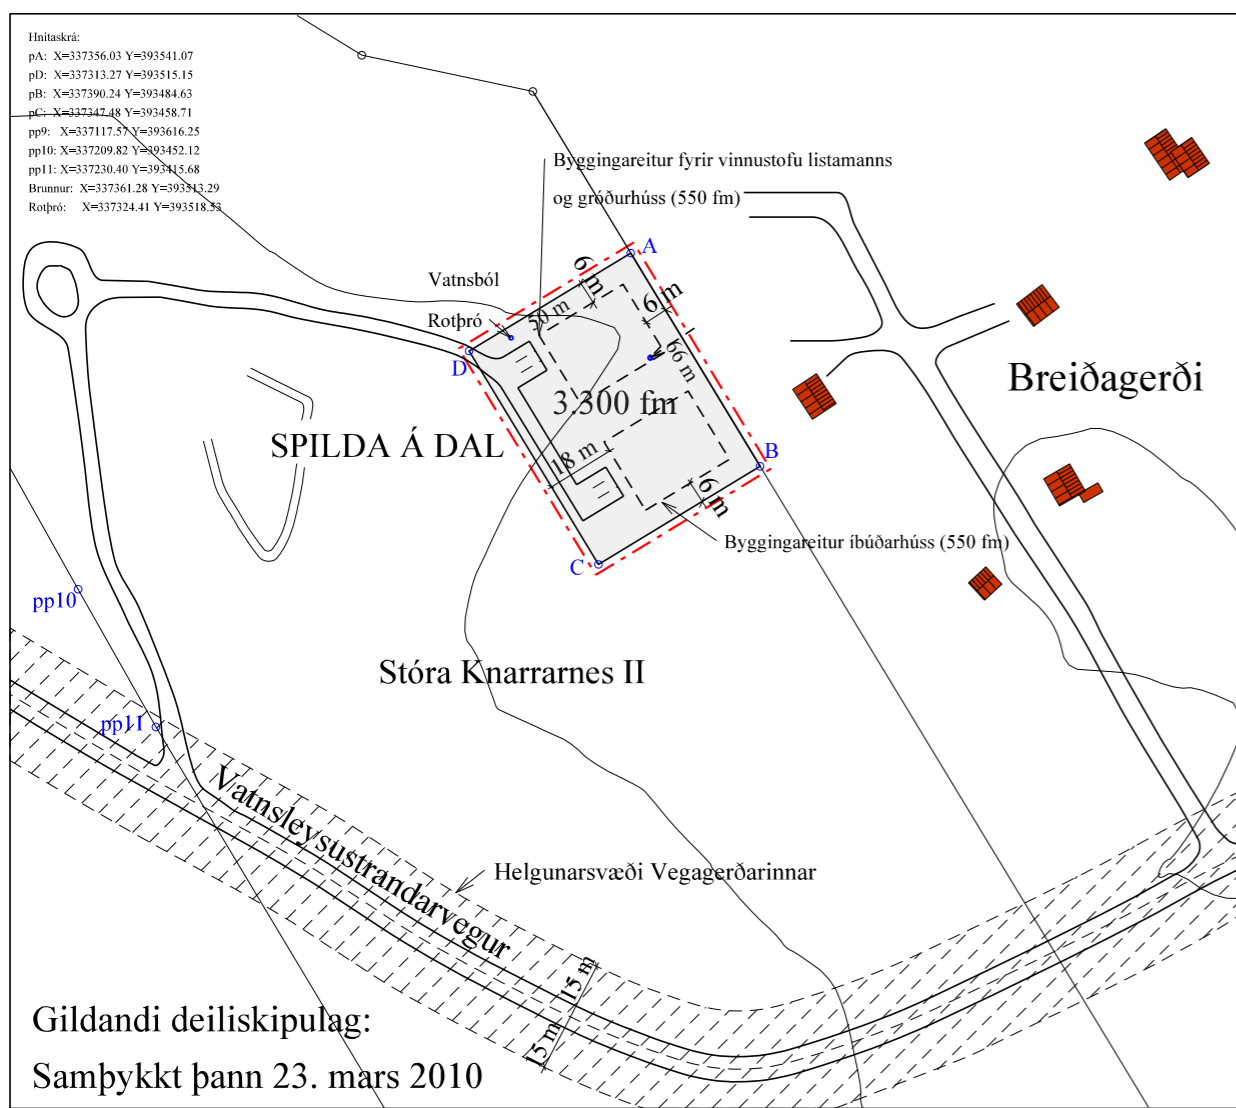 Hnitaskrá:
pA: X=337356.03 Y=393541.07
pD: X=337313.27 Y=393515.15
pB: X=337390.24 Y=393484.63
pC: X=337347.48 Y=393458.71
pp9: X=337117.57 Y=393616.25
pp10: X=337209.82 Y=393452.12
pp11: X=337230.40 Y=393415.68
Brunnur: X=337361.28 Y=393513.29
Rotþró: X=337324.41 Y=393518.53
Byggingareitur fyrir vinnustofu listamanns
og gróðurhúss (550 fm)
A
Vatnsból
6 m
6 m
50 m
Rotþró
D
66 m
Breiðagerði
3.300 fm
SPILDA Á DAL
B
18 m
6 m
Byggingareitur íbúðarhúss (550 fm)
C
pp10
Stóra Knarrarnes II
pp11
Vatnsleysustrandarvegur
Helgunarsvæði Vegagerðarinnar
15 m
15 m
Gildandi deiliskipulag:
Samþykkt þann 23. mars 2010